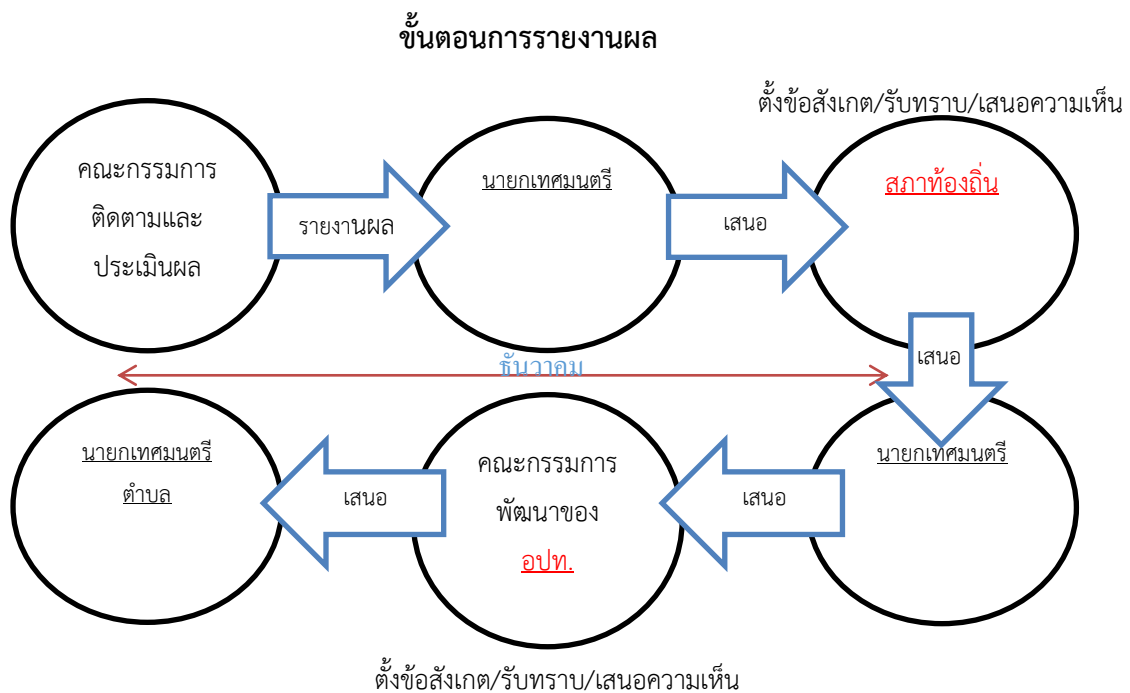 ขั้นตอนการรายงานผล
ตั้งข้อสังเกต/รับทราบ/เสนอความเห็น
คณะกรรมการ
ติดตามและ
ประเมินผล
รายงานผล
นายกเทศมนตรี
เสนอ
สภาท้องถิ่น
เสนอ
ธันวาคม
นายกเทศมนตรี
เสนอ
คณะกรรมการ
พัฒนาของ
อปท.
เสนอ
นายกเทศมนตรี
ตำบล
ตั้งข้อสังเกต/รับทราบ/เสนอความเห็น